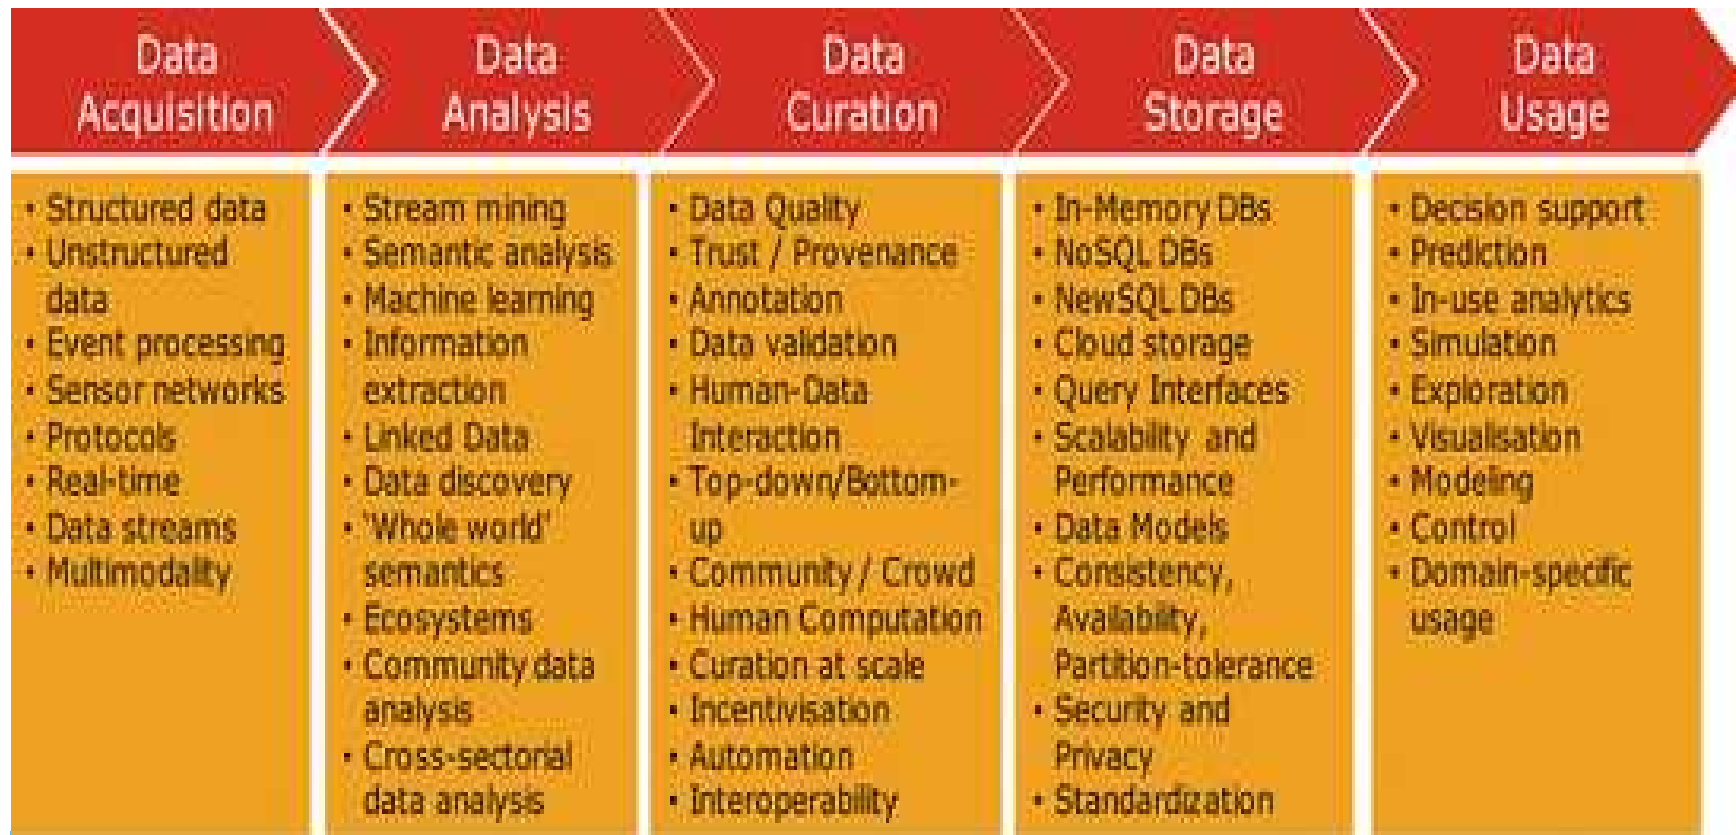 Data
Acquisition
Data
Analysis
Data
Curation
Data
Storage
Data
Usage
• Structured data
• Unstructured
data
• Event processing
• Sensor networks
• Protocols
• Real-time
• Data streams
• Multimodality
• Stream mining
• Semantic analysis
• Machine learning
• Information
extraction
• Linked Data
• Data discovery
• 'Whole world'
semantics
• Ecosystems
• Community data
analysis
• Cross-sectorial
data analysis
• Data Quality
• Trust / Provenance
• Annotation
• Data validation
• Human-Data
Interaction
• Top-down/Bottom-
up
• Community / Crowd
• Human Computation
• Curation at scale
• Incentivisation
• Automation
• Interoperability
• In-Memory DBs
• NoSQL DBs
• NewSQL DBs
• Cloud storage
• Query Interfaces
• Scalability and
Performance
• Data Models
• Consistency,
Availability,
Partition-tolerance
• Security and
Privacy
• Standardization
• Decision support
• Prediction
• In-use analytics
• Simulation
• Exploration
• Visualisation
• Modeling
• Control
• Domain-specific
usage